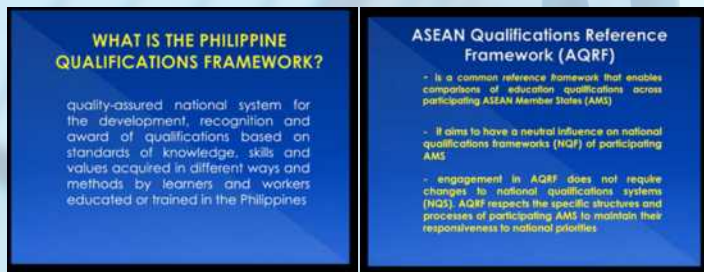 WHAT IS THE PHILIPPINE
QUALIFICATIONS FRAMEWORK?
quality-assured national system for
the development, recognition and
award of qualifications based on
standards of knowledge, skills and
values acquired in different ways and
methods by learners and workers
educated or trained in the Philippines
ASEAN Qualifications Reference
Framework (AQRF)
- is a common reference framework that enables
comparisons of education qualifications across
participating ASEAN Member States (AMS)
- it aims to have a neutral influence on national
qualifications frameworks (NQF) of participating
AMS
- engagement in AQRF does not require
changes to national qualifications systems
(NQS). AQRF respects the specific structures and
processes of participating AMS to maintain their
responsiveness to national priorities